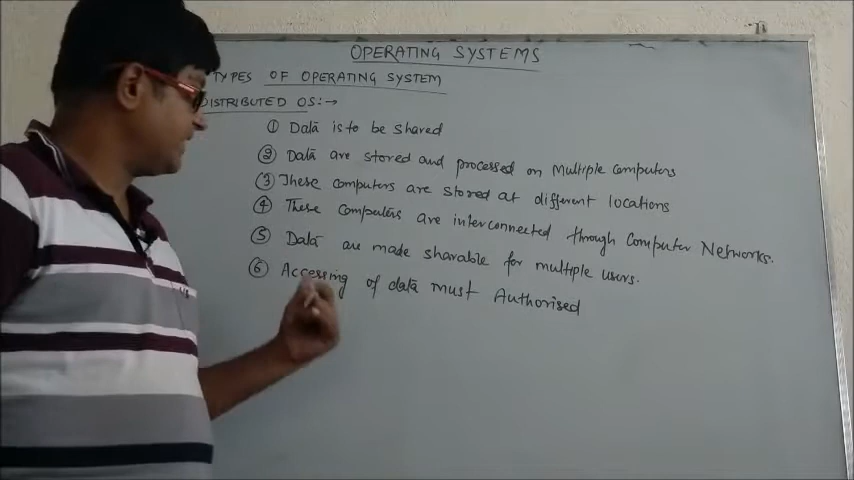 OPERATING SYSTEMS
TYPES OF OPERATING SYSTEM
DISTRIBUTED OS:→
① Data is to be shared
② Data are stored and processed on Multiple Computers
③ These computers are stored at different locations
④ These computers are interconnected through Computer Networks.
⑤ Data are made sharable for multiple users.
⑥ Accessing of data must Authorised